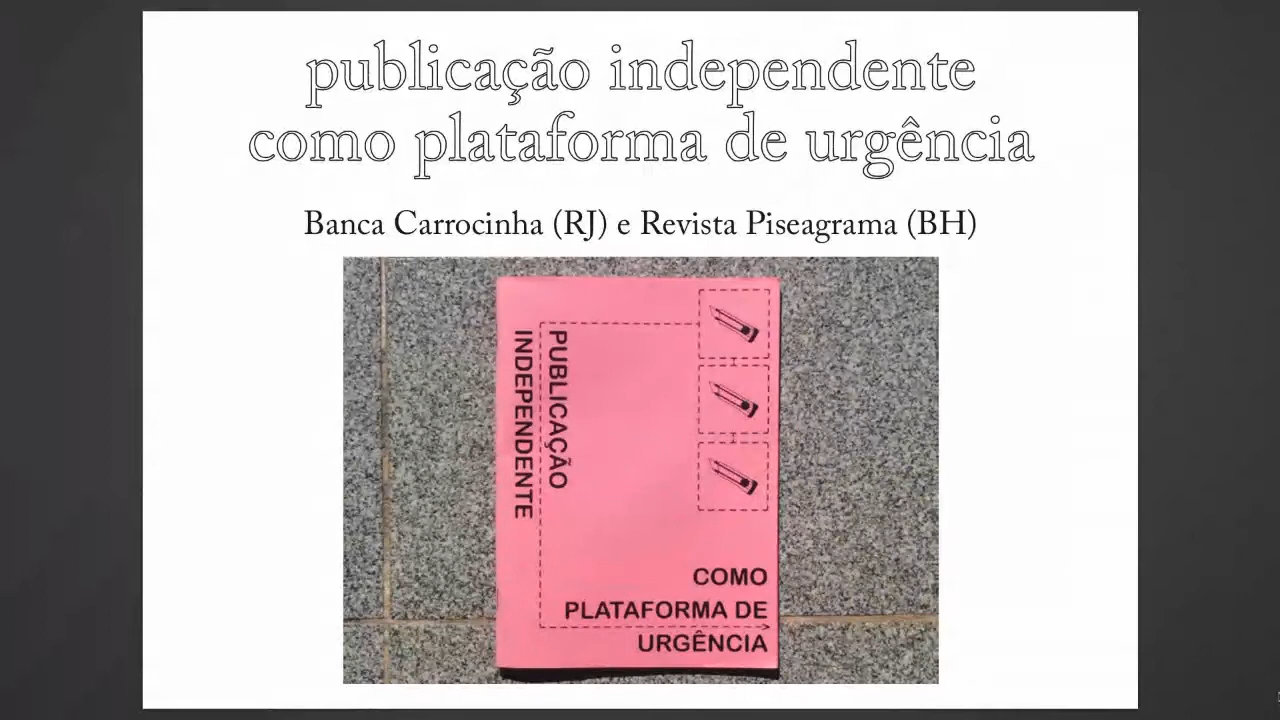 publicação independente
como plataforma de urgência
Banca Carrocinha (RJ) e Revista Piseagrama (BH)
PUBLICAÇÃO
INDEPENDENTE
COMO
PLATAFORMA DE
URGÊNCIA